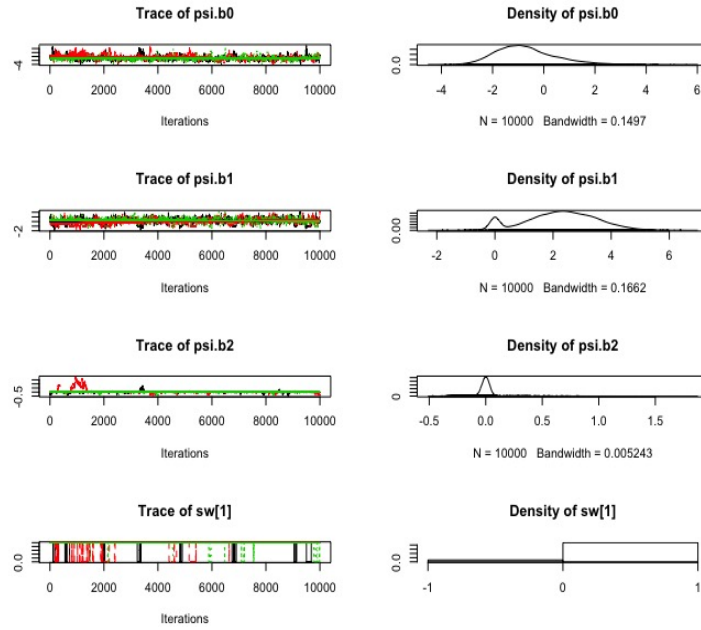 Trace of psi.b0
Density of psi.b0
-4
0 2000 4000 6000 8000 10000
Iterations
0.0
-4 -2 0 2 4 6
N = 10000 Bandwidth = 0.1497
Trace of psi.b1
Density of psi.b1
-2
0 2000 4000 6000 8000 10000
Iterations
0.00
-2 0 2 4 6
N = 10000 Bandwidth = 0.1662
Trace of psi.b2
Density of psi.b2
-0.5
0 2000 4000 6000 8000 10000
Iterations
0
-0.5 0.0 0.5 1.0 1.5
N = 10000 Bandwidth = 0.005243
Trace of sw[1]
Density of sw[1]
0.0
0 2000 4000 6000 8000 10000
Iterations
0.0
-1 0 1